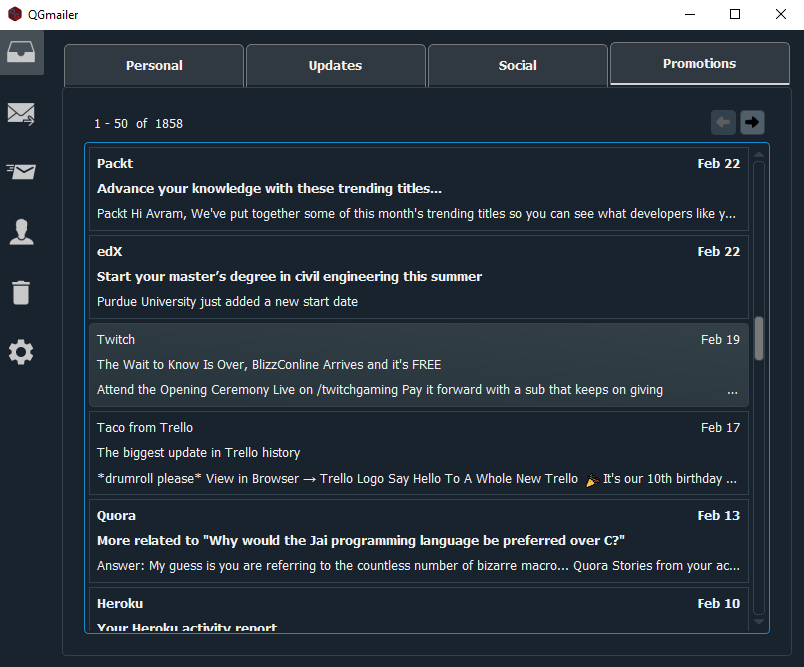 QGmailer
Personal Updates Social Promotions
1 - 50 of 1858
Packt Feb 22
Advance your knowledge with these trending titles...
Packt Hi Avram, We've put together some of this month's trending titles so you can see what developers like y...
edX Feb 22
Start your master’s degree in civil engineering this summer
Purdue University just added a new start date
Twitch Feb 19
The Wait to Know Is Over, BlizzConline Arrives and it's FREE
Attend the Opening Ceremony Live on /twitchgaming Pay it forward with a sub that keeps on giving ...
Taco from Trello Feb 17
The biggest update in Trello history
*drumroll please* View in Browser → Trello Logo Say Hello To A Whole New Trello 🎉 It's our 10th birthday ...
Quora Feb 13
More related to "Why would the Jai programming language be preferred over C?"
Answer: My guess is you are referring to the countless number of bizarre macro... Quora Stories from your ac...
Heroku Feb 10
Your Heroku activity report